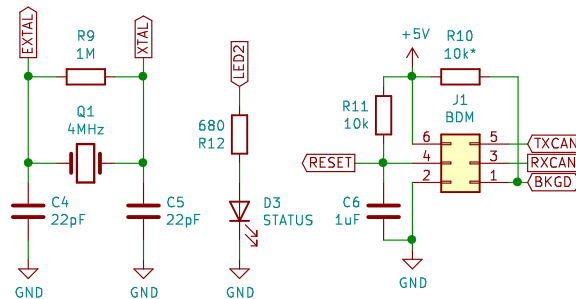 EXTAL
XTAL
R9
1M
Q1
4MHz
C4
22pF
C5
22pF
GND
GND
LED2
680
R12
D3
STATUS
GND
+5V
R10
10k*
R11
10k
J1
BDM
6
5
4
3
2
1
TXCAN
RXCAN
BKGD
RESET
C6
1uF
GND